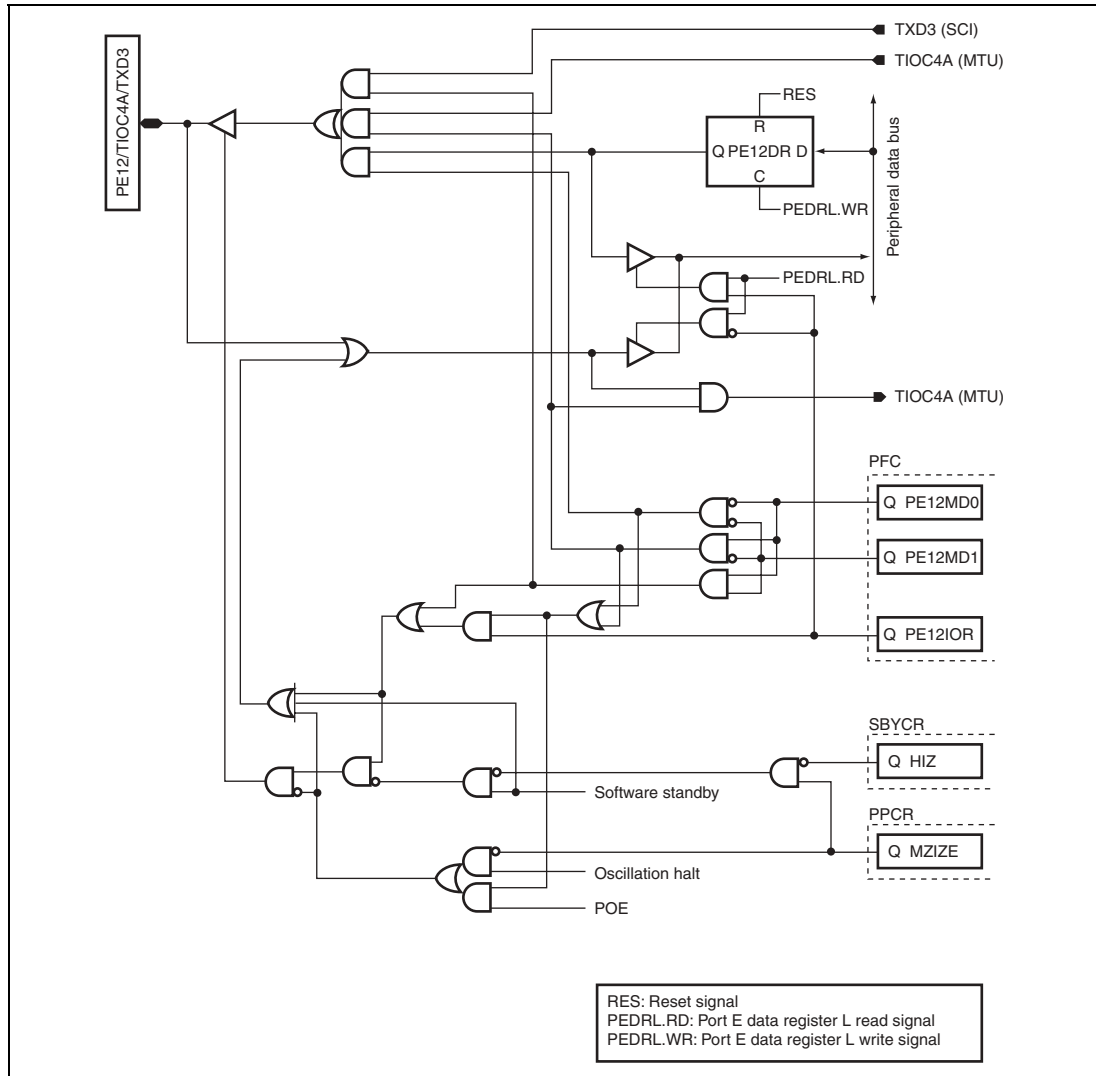 PE12/TIOC4A/TXD3
TXD3 (SCI)
TIOC4A (MTU)
RES
R
Q PE12DR D
C
PEDRL.WR
Peripheral data bus
PEDRL.RD
TIOC4A (MTU)
PFC
Q PE12MD0
Q PE12MD1
Q PE12IOR
SBYCR
Q HIZ
Software standby
PPCR
Q MZIZE
Oscillation halt
POE
RES: Reset signal
PEDRL.RD: Port E data register L read signal
PEDRL.WR: Port E data register L write signal